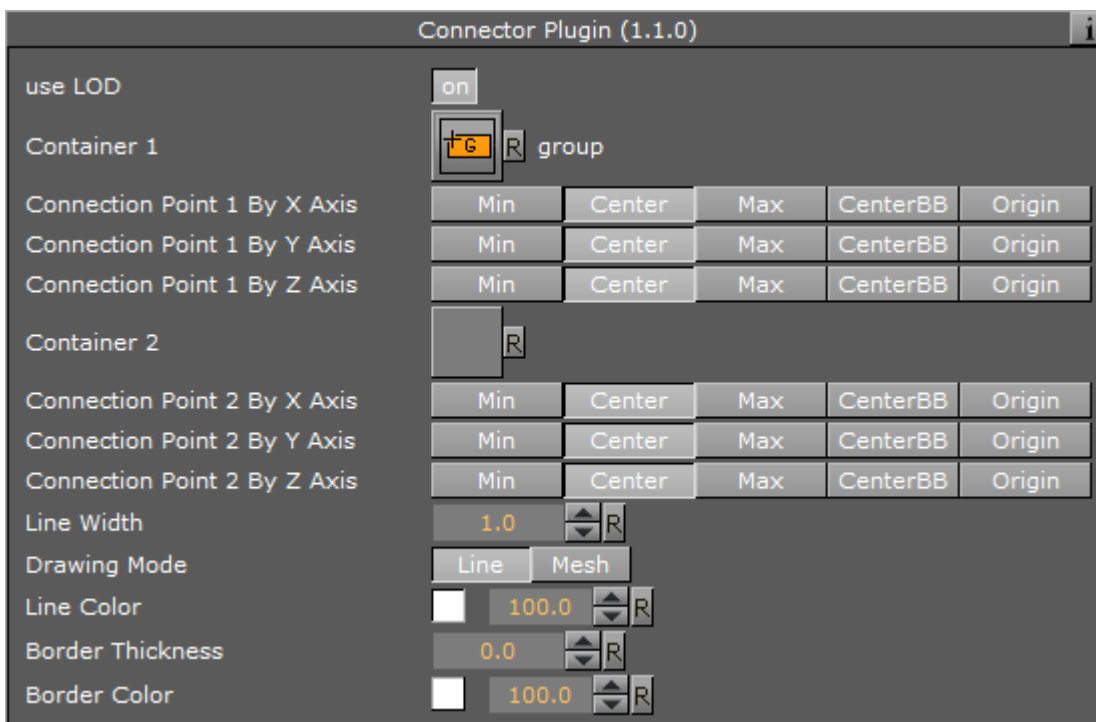 Connector Plugin (1.1.0) i
use LOD on
Container 1 G R group
Connection Point 1 By X Axis Min Center Max CenterBB Origin
Connection Point 1 By Y Axis Min Center Max CenterBB Origin
Connection Point 1 By Z Axis Min Center Max CenterBB Origin
Container 2 R
Connection Point 2 By X Axis Min Center Max CenterBB Origin
Connection Point 2 By Y Axis Min Center Max CenterBB Origin
Connection Point 2 By Z Axis Min Center Max CenterBB Origin
Line Width 1.0 R
Drawing Mode Line Mesh
Line Color 100.0 R
Border Thickness 0.0 R
Border Color 100.0 R